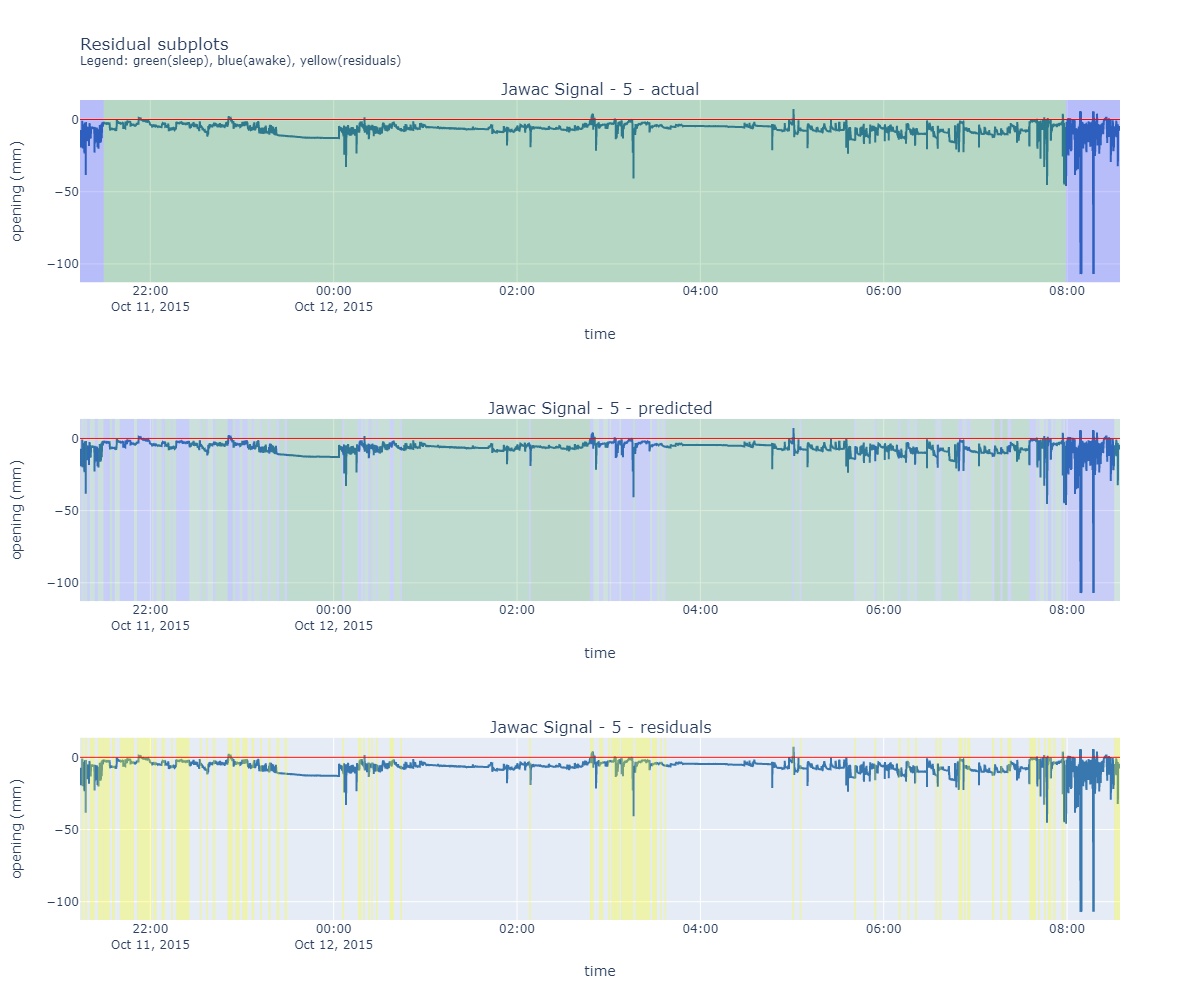 Residual subplots
Legend: green(sleep), blue(awake), yellow(residuals)
Jawac Signal - 5 - actual
opening (mm)
0
−50
−100
22:00 00:00 02:00 04:00 06:00 08:00
Oct 11, 2015 Oct 12, 2015
time
Jawac Signal - 5 - predicted
opening (mm)
0
−50
−100
22:00 00:00 02:00 04:00 06:00 08:00
Oct 11, 2015 Oct 12, 2015
time
Jawac Signal - 5 - residuals
opening (mm)
0
−50
−100
22:00 00:00 02:00 04:00 06:00 08:00
Oct 11, 2015 Oct 12, 2015
time